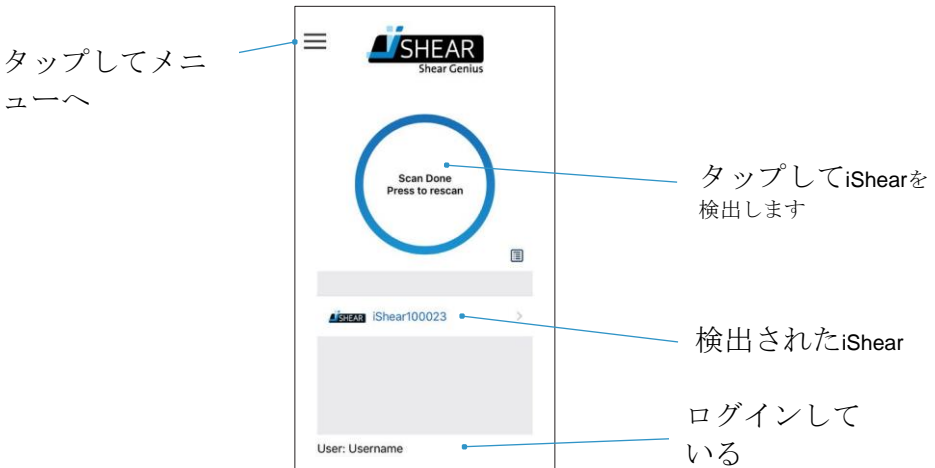 タップしてメニ
ューへ
iSHEAR
Shear Genius
Scan Done
Press to rescan
タップしてiShearを
検出します
iSHEAR iShear100023
検出されたiShear
ログインして
いる
User: Username